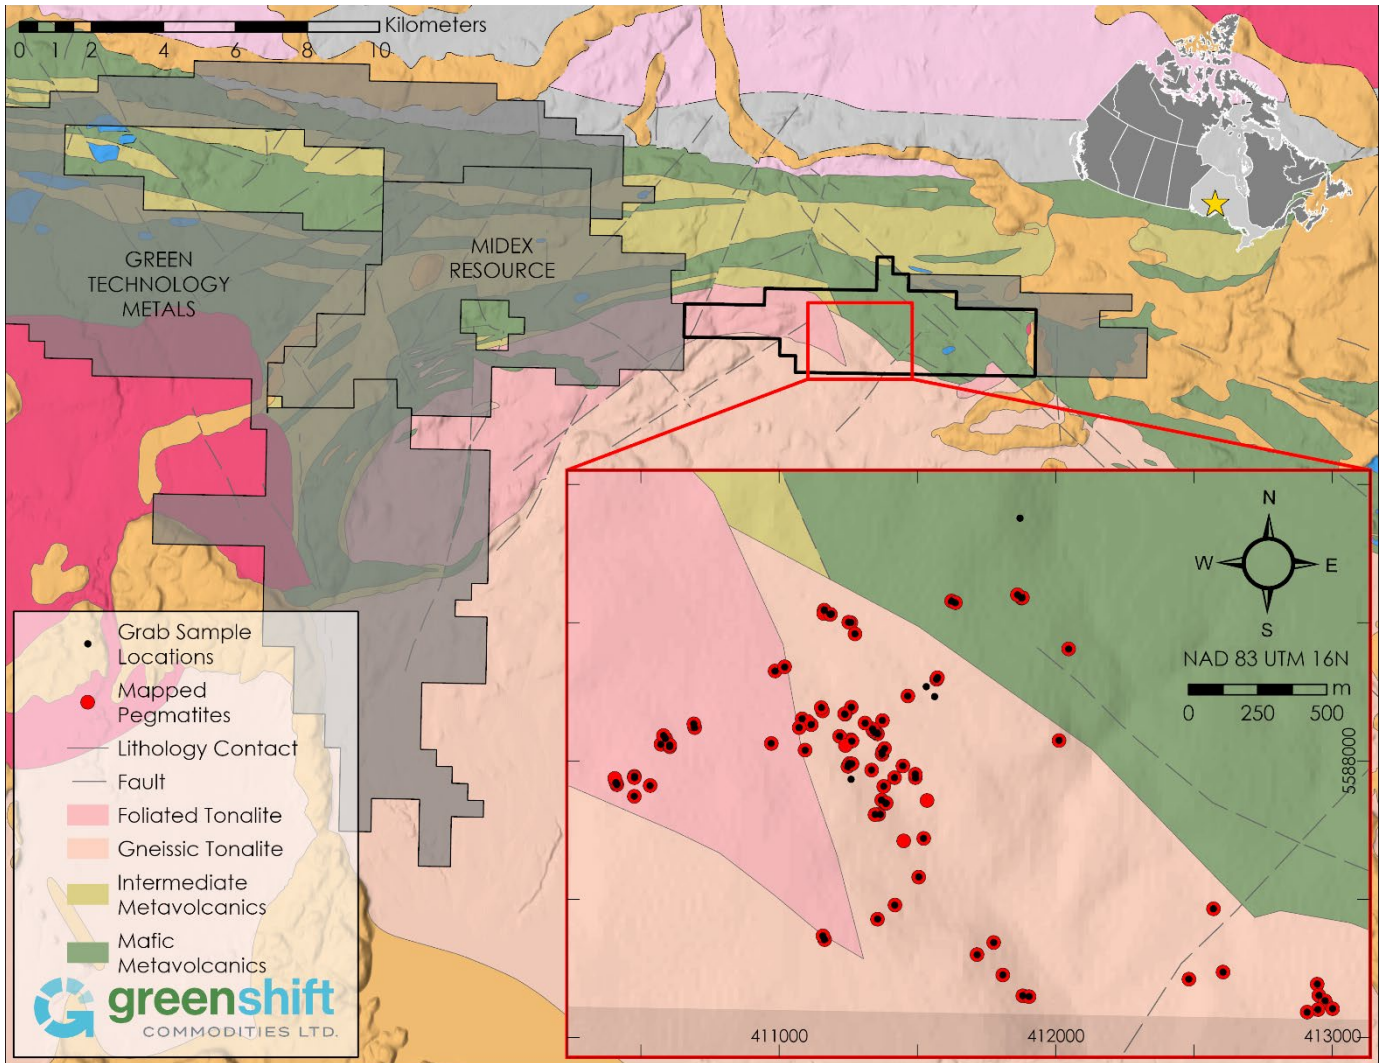 Kilometers
0 1 2 4 6 8 10
GREEN
TECHNOLOGY
METALS
MIDEX
RESOURCE
N
W E
S
NAD 83 UTM 16N
m
0 250 500
5588000
411000 412000 413000
Grab Sample
Locations
Mapped
Pegmatites
Lithology Contact
Fault
Foliated Tonalite
Gneissic Tonalite
Intermediate
Metavolcanics
Mafic
Metavolcanics
greenshift
COMMODITIES LTD.